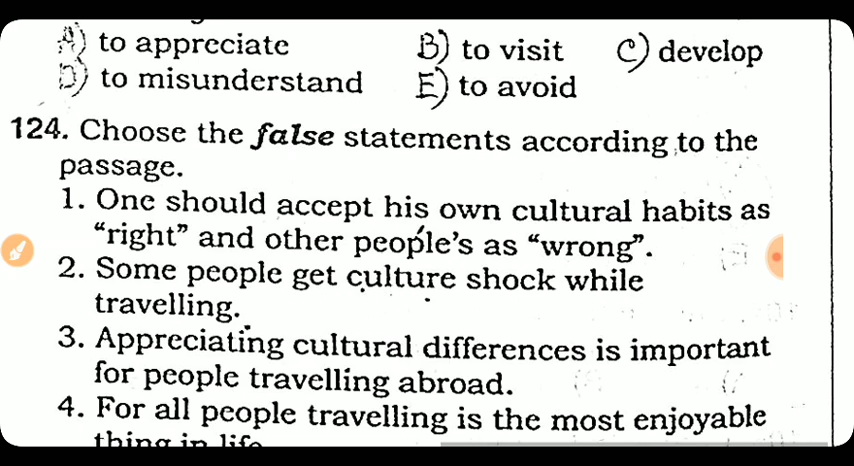 A) to appreciate B) to visit C) develop
D) to misunderstand E) to avoid
124. Choose the false statements according to the
passage.
1. One should accept his own cultural habits as
“right” and other people’s as “wrong”.
2. Some people get culture shock while
travelling.
3. Appreciating cultural differences is important
for people travelling abroad.
4. For all people travelling is the most enjoyable
thing in life